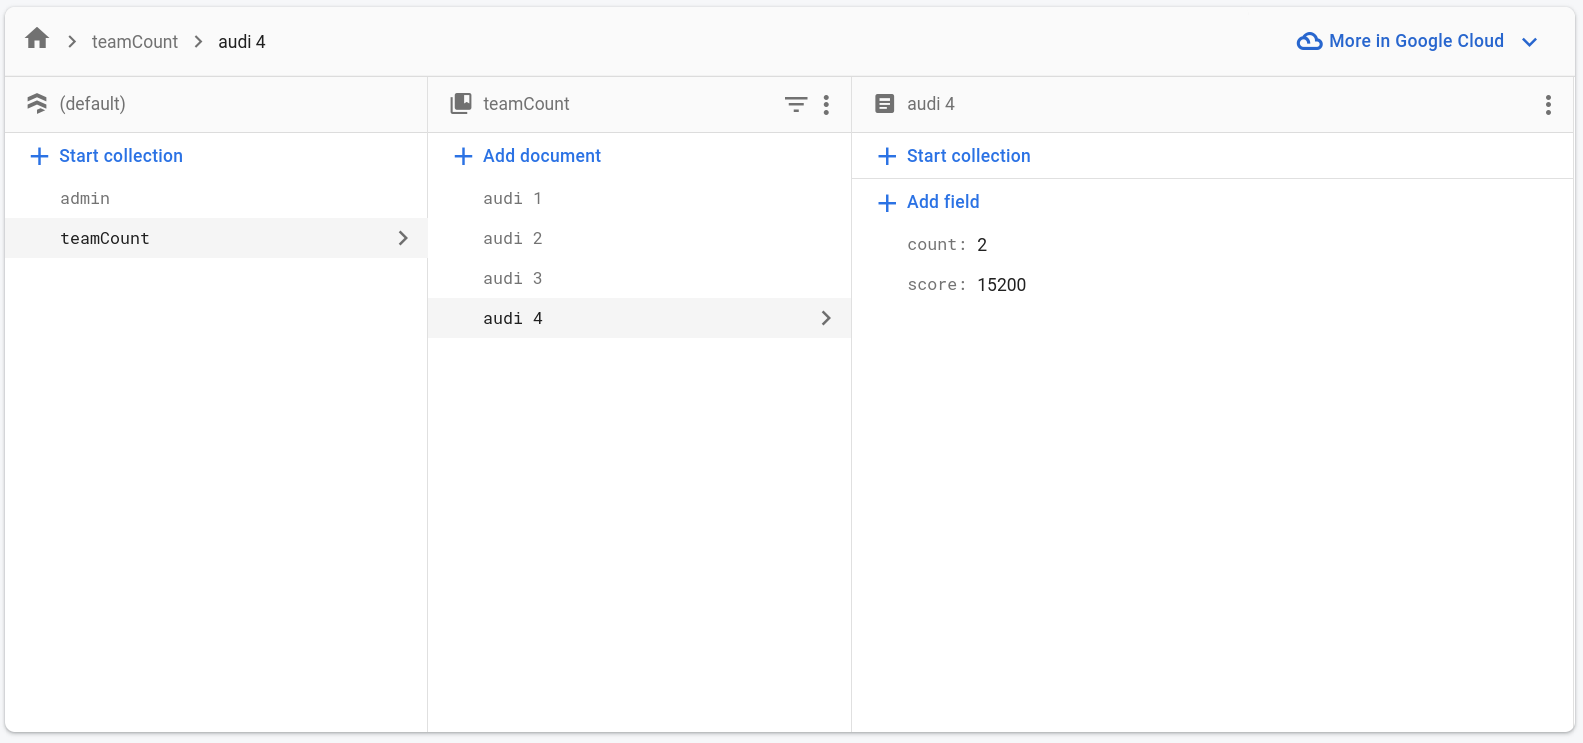 teamCount
audi 4
More in Google Cloud
(default)
teamCount
audi 4
Start collection
admin
teamCount
Add document
audi 1
audi 2
audi 3
audi 4
Start collection
Add field
count: 2
score: 15200